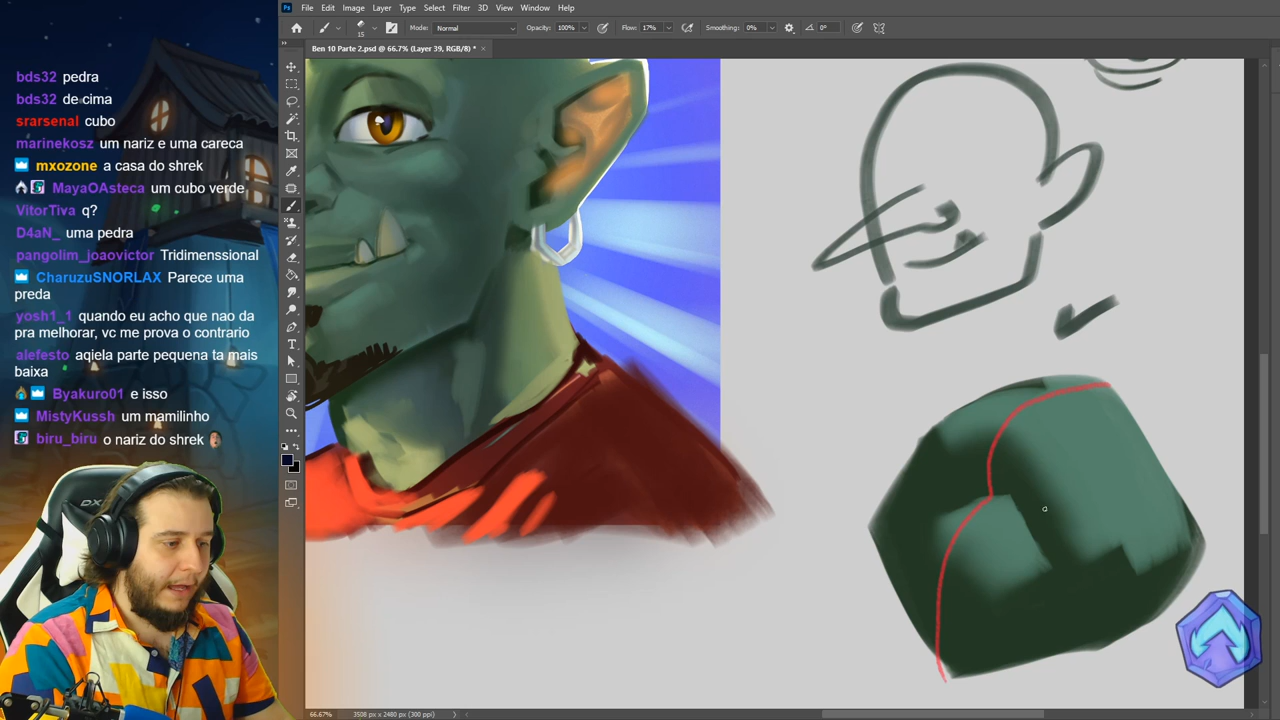 File Edit Image Layer Type Select Filter 3D View Window Help
15 Mode: Normal Opacity: 100% Flow: 17% Smoothing: 0% 0°
Ben 10 Parte 2.psd @ 66.7% (Layer 39, RGB/8) * ×
bds32 pedra
bds32 de cima
srarsenal cubo
marinekosz um nariz e uma careca
mxozone a casa do shrek
MayaOAsteca um cubo verde
VitorTiva q?
D4aN_ uma pedra
pangolim_joaovictor Tridimenssional
CharuzuSNORLAX Parece uma
preda
yosh1_1 quando eu acho que nao da
pra melhorar, vc me prova o contrario
alefesto aqiela parte pequena ta mais
baixa
Byakuro01 e isso
MistyKussh um mamilinho
biru_biru o nariz do shrek
66.67% 3508 px x 2480 px (300 ppi)